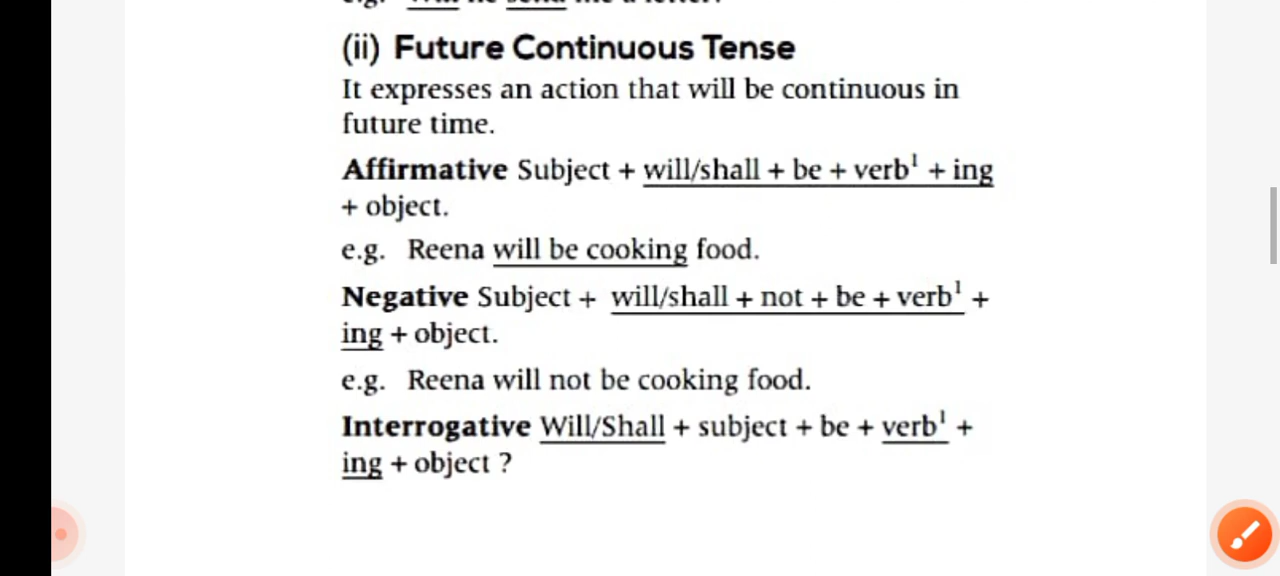 (ii) Future Continuous Tense
It expresses an action that will be continuous in
future time.
Affirmative Subject + will/shall + be + verb¹ + ing
+ object.
e.g. Reena will be cooking food.
Negative Subject + will/shall + not + be + verb¹ +
ing + object.
e.g. Reena will not be cooking food.
Interrogative Will/Shall + subject + be + verb¹ +
ing + object ?